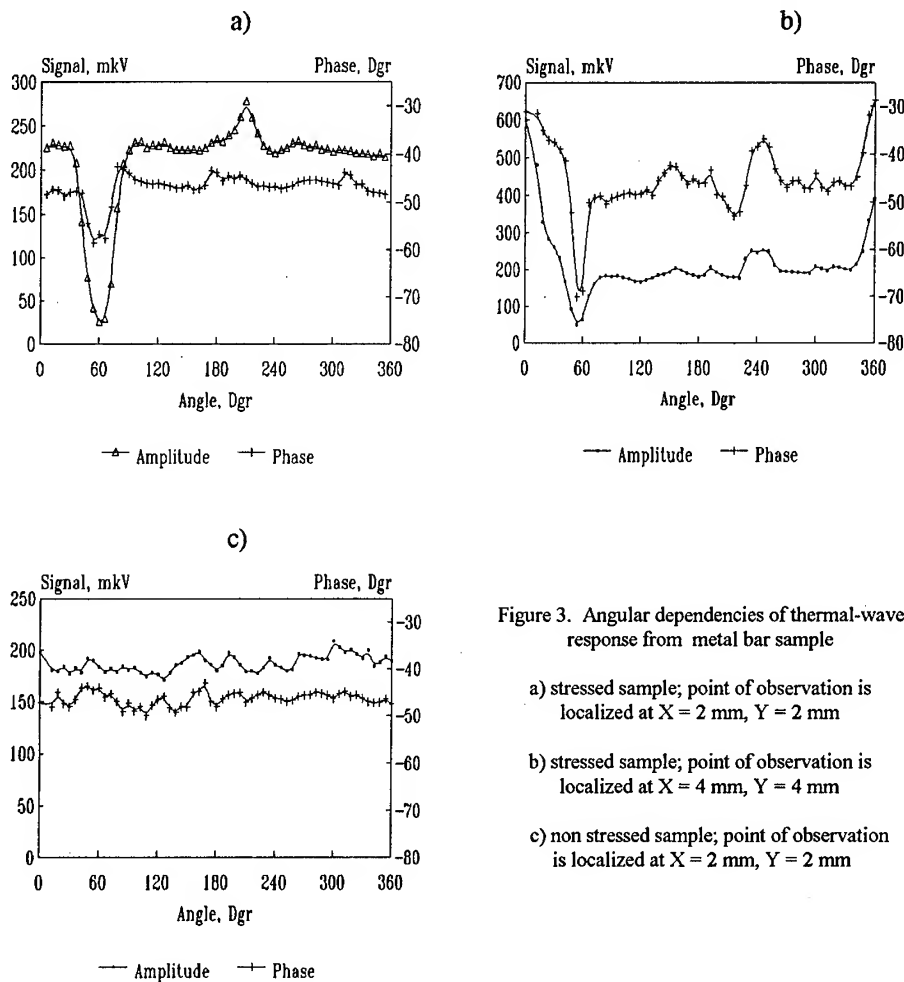 a)
Signal, mkV Phase, Dgr
300
250
200
150
100
50
0
-30
-40
-50
-60
-70
-80
0 60 120 180 240 300 360
Angle, Dgr
Amplitude Phase
b)
Signal, mkV Phase, Dgr
700
600
500
400
300
200
100
0
-30
-40
-50
-60
-70
-80
0 60 120 180 240 300 360
Angle, Dgr
Amplitude Phase
c)
Signal, mkV Phase, Dgr
250
200
150
100
50
0
-30
-40
-50
-60
-70
-80
0 60 120 180 240 300 360
Angle, Dgr
Amplitude Phase
Figure 3. Angular dependencies of thermal-wave
response from metal bar sample
a) stressed sample; point of observation is
localized at X = 2 mm, Y = 2 mm
b) stressed sample; point of observation is
localized at X = 4 mm, Y = 4 mm
c) non stressed sample; point of observation
is localized at X = 2 mm, Y = 2 mm